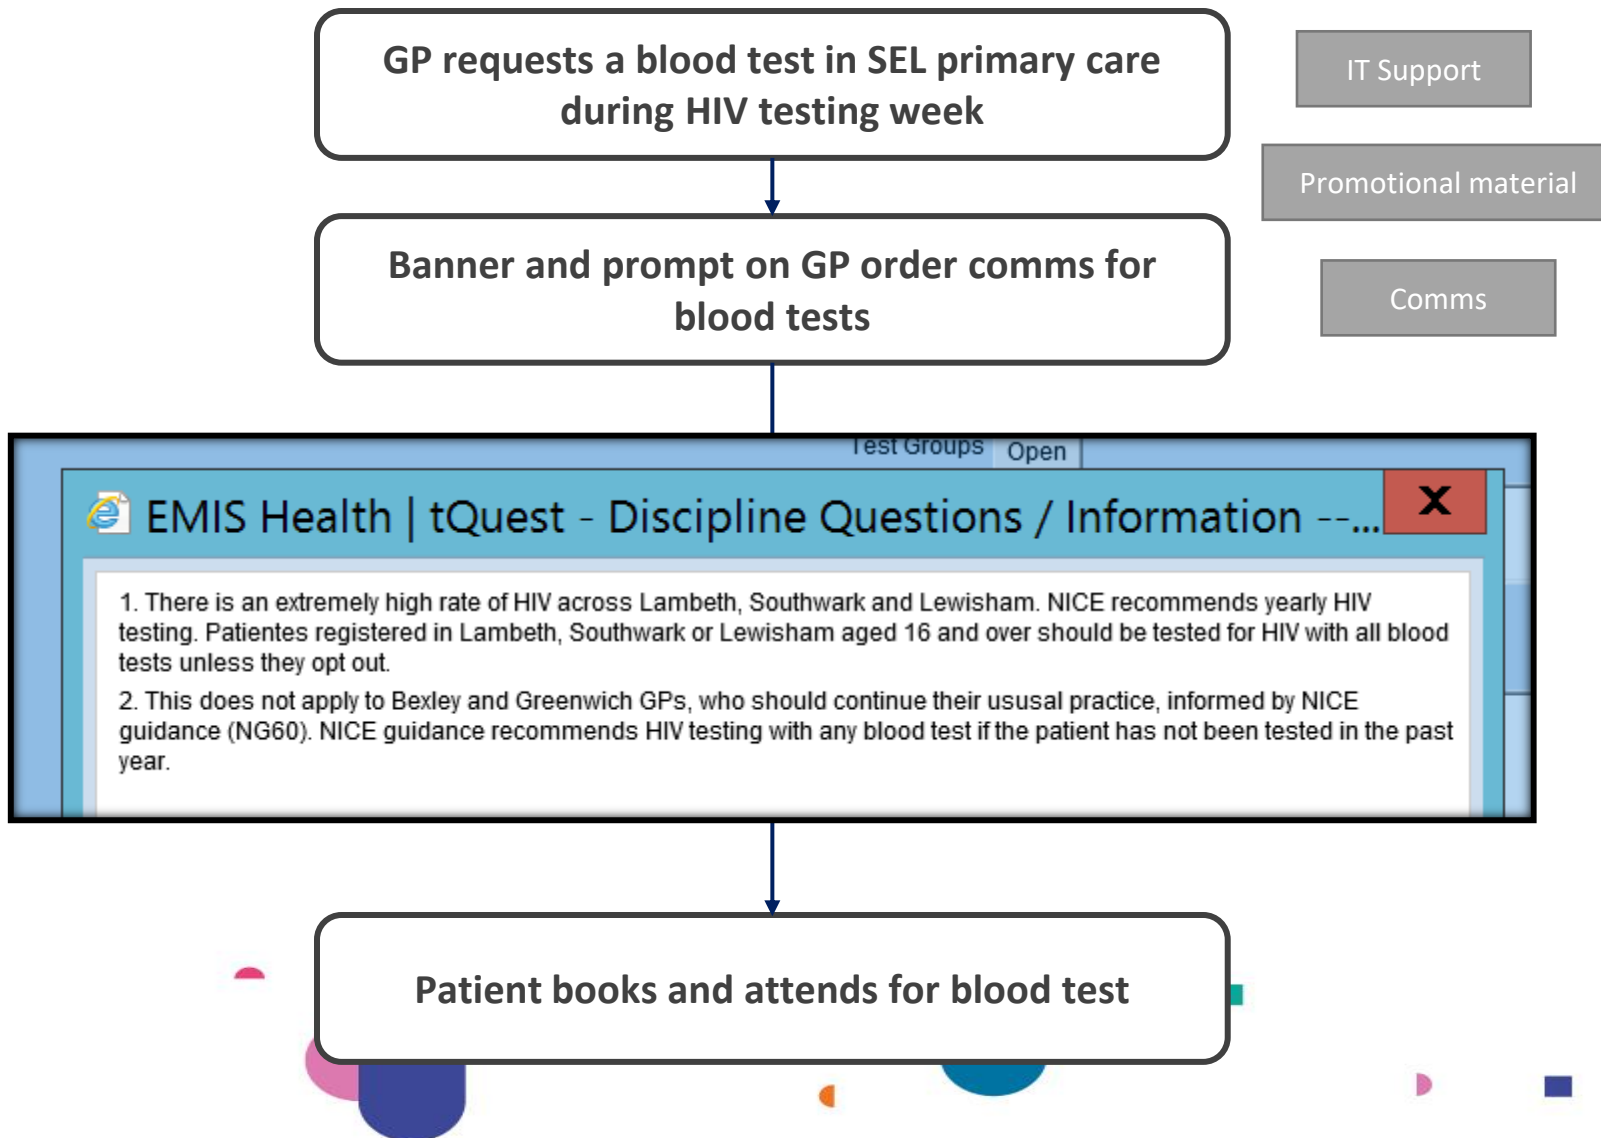 GP requests a blood test in SEL primary care
during HIV testing week
IT Support
Promotional material
Banner and prompt on GP order comms for
blood tests
Comms
Test Groups Open
EMIS Health | tQuest - Discipline Questions / Information --... X
1. There is an extremely high rate of HIV across Lambeth, Southwark and Lewisham. NICE recommends yearly HIV
testing. Patientes registered in Lambeth, Southwark or Lewisham aged 16 and over should be tested for HIV with all blood
tests unless they opt out.
2. This does not apply to Bexley and Greenwich GPs, who should continue their ususal practice, informed by NICE
guidance (NG60). NICE guidance recommends HIV testing with any blood test if the patient has not been tested in the past
year.
Patient books and attends for blood test